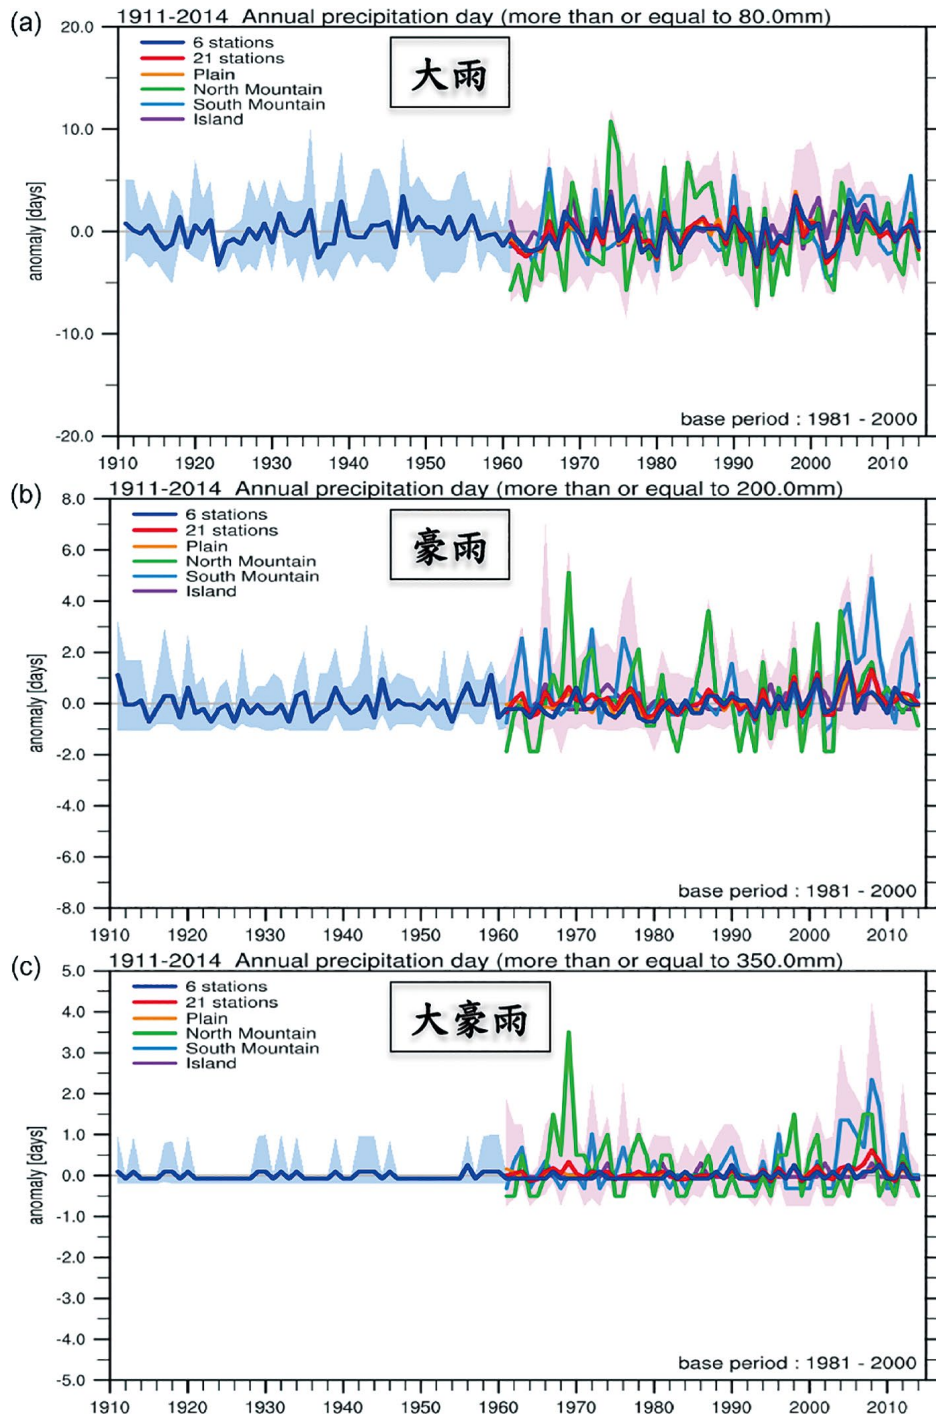 (a) 1911-2014 Annual precipitation day (more than or equal to 80.0mm)
20.0
6 stations
21 stations
Plain
North Mountain
South Mountain
Island
大雨
10.0
0.0
-10.0
-20.0
anomaly [days]
base period : 1981 - 2000
1910 1920 1930 1940 1950 1960 1970 1980 1990 2000 2010
(b) 1911-2014 Annual precipitation day (more than or equal to 200.0mm)
8.0
6 stations
21 stations
Plain
North Mountain
South Mountain
Island
豪雨
6.0
4.0
2.0
0.0
-2.0
-4.0
-6.0
-8.0
anomaly [days]
base period : 1981 - 2000
1910 1920 1930 1940 1950 1960 1970 1980 1990 2000 2010
(c) 1911-2014 Annual precipitation day (more than or equal to 350.0mm)
5.0
6 stations
21 stations
Plain
North Mountain
South Mountain
Island
大豪雨
4.0
3.0
2.0
1.0
0.0
-1.0
-2.0
-3.0
-4.0
-5.0
anomaly [days]
base period : 1981 - 2000
1910 1920 1930 1940 1950 1960 1970 1980 1990 2000 2010